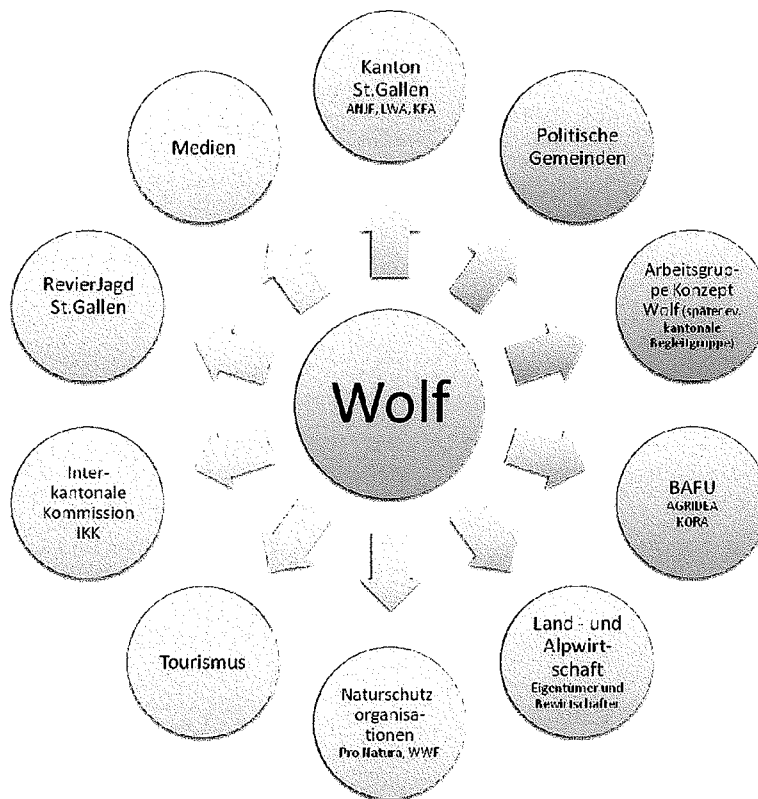 Kanton
St.Gallen
ANJF, LWA, KFA
Politische
Gemeinden
Arbeitsgrup-
pe Konzept
Wolf (später ev.
kantonale
Begleitgruppe)
BAFU
AGRIDEA
KORA
Land - und
Alpwirt-
schaft
Eigentümer und
Bewirtschafter
Naturschutz
organisa-
tionen
Pro Natura, WWF
Tourismus
Inter-
kantonale
Kommission
IKK
RevierJagd
St.Gallen
Medien
Wolf